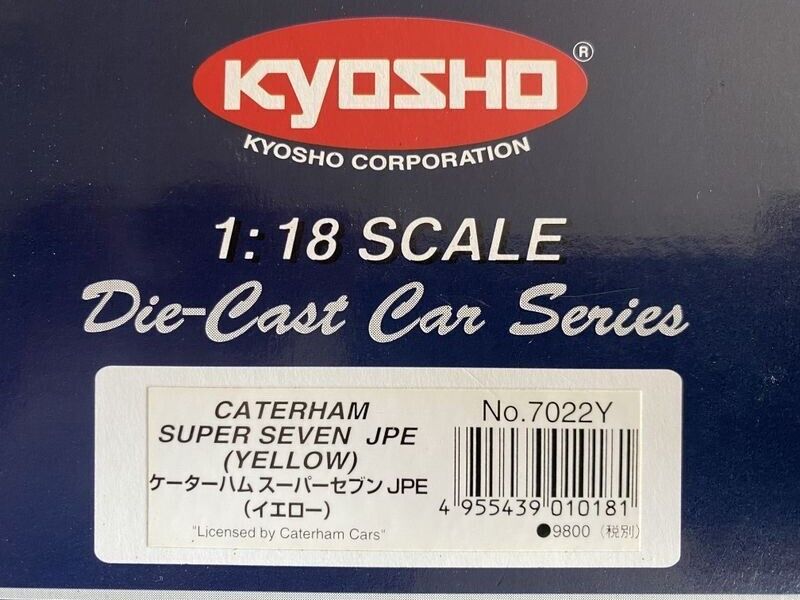 KYOSHO ®
KYOSHO CORPORATION
1:18 SCALE
Die-Cast Car Series
CATERHAM
SUPER SEVEN JPE
(YELLOW)
ケーターハム スーパーセブン JPE
(イエロー)
"Licensed by Caterham Cars"
No.7022Y
4 955439 010181
●9800 (税別)